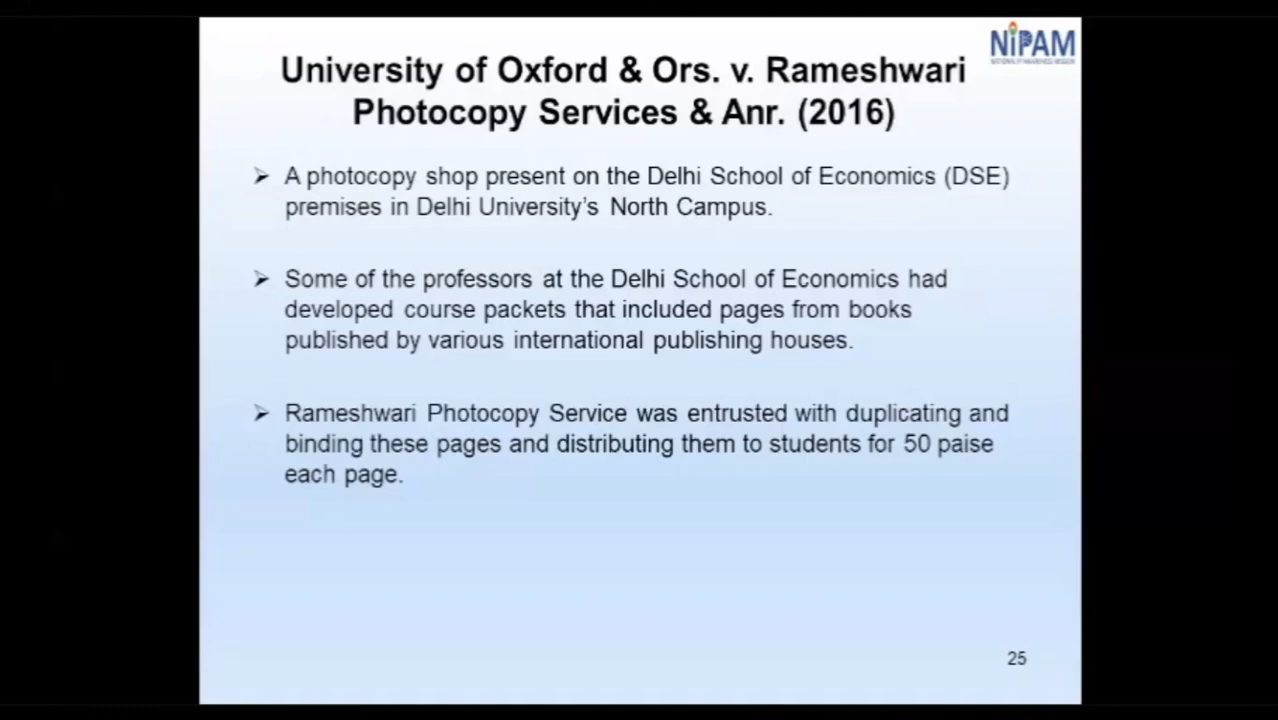 NiPAM
University of Oxford & Ors. v. Rameshwari
Photocopy Services & Anr. (2016)
➢ A photocopy shop present on the Delhi School of Economics (DSE)
premises in Delhi University's North Campus.
➢ Some of the professors at the Delhi School of Economics had
developed course packets that included pages from books
published by various international publishing houses.
➢ Rameshwari Photocopy Service was entrusted with duplicating and
binding these pages and distributing them to students for 50 paise
each page.
25